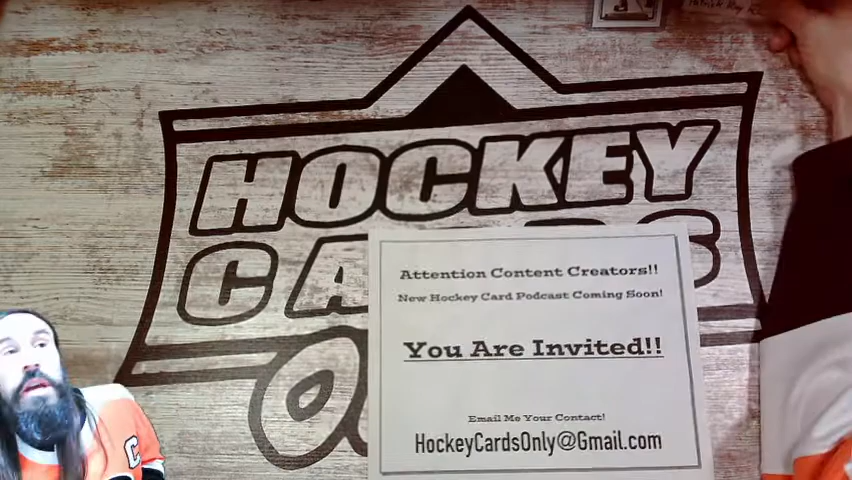 HOCKEY
CA
O
Attention Content Creators!!
New Hockey Card Podcast Coming Soon!
You Are Invited!!
Email Me Your Contact!
HockeyCardsOnly@Gmail.com
C